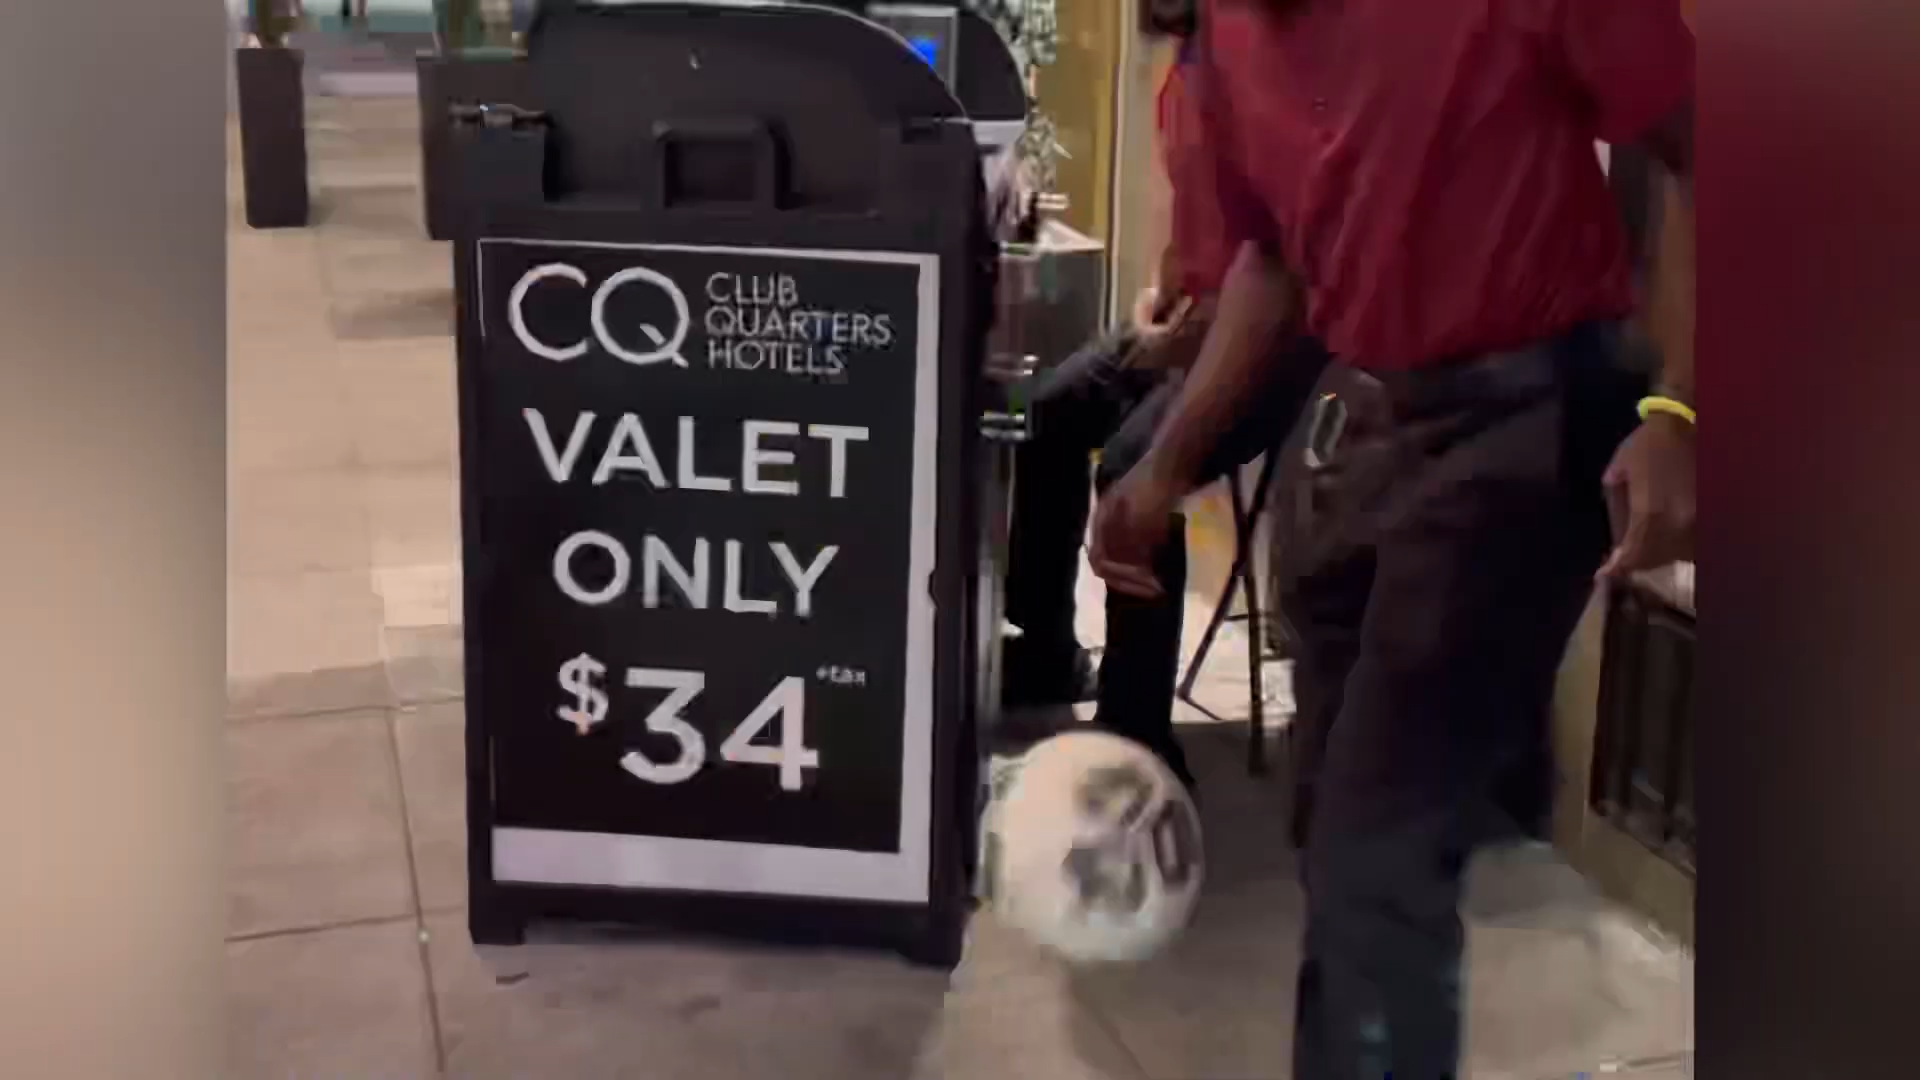 CQ CLUB
QUARTERS
HOTELS
VALET
ONLY
$34 +tax